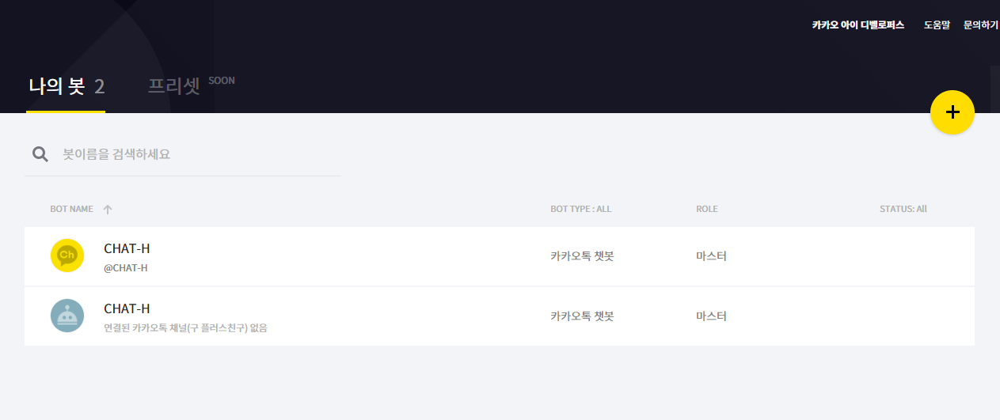 카카오 아이 디벨로퍼스 도움말 문의하기
나의 봇 2 프리셋 SOON
+
봇이름을 검색하세요
BOT NAME BOT TYPE : ALL ROLE STATUS: All
Ch
CHAT-H
@CHAT-H
카카오톡 챗봇 마스터
CHAT-H
연결된 카카오톡 채널(구 플러스친구) 없음
카카오톡 챗봇 마스터